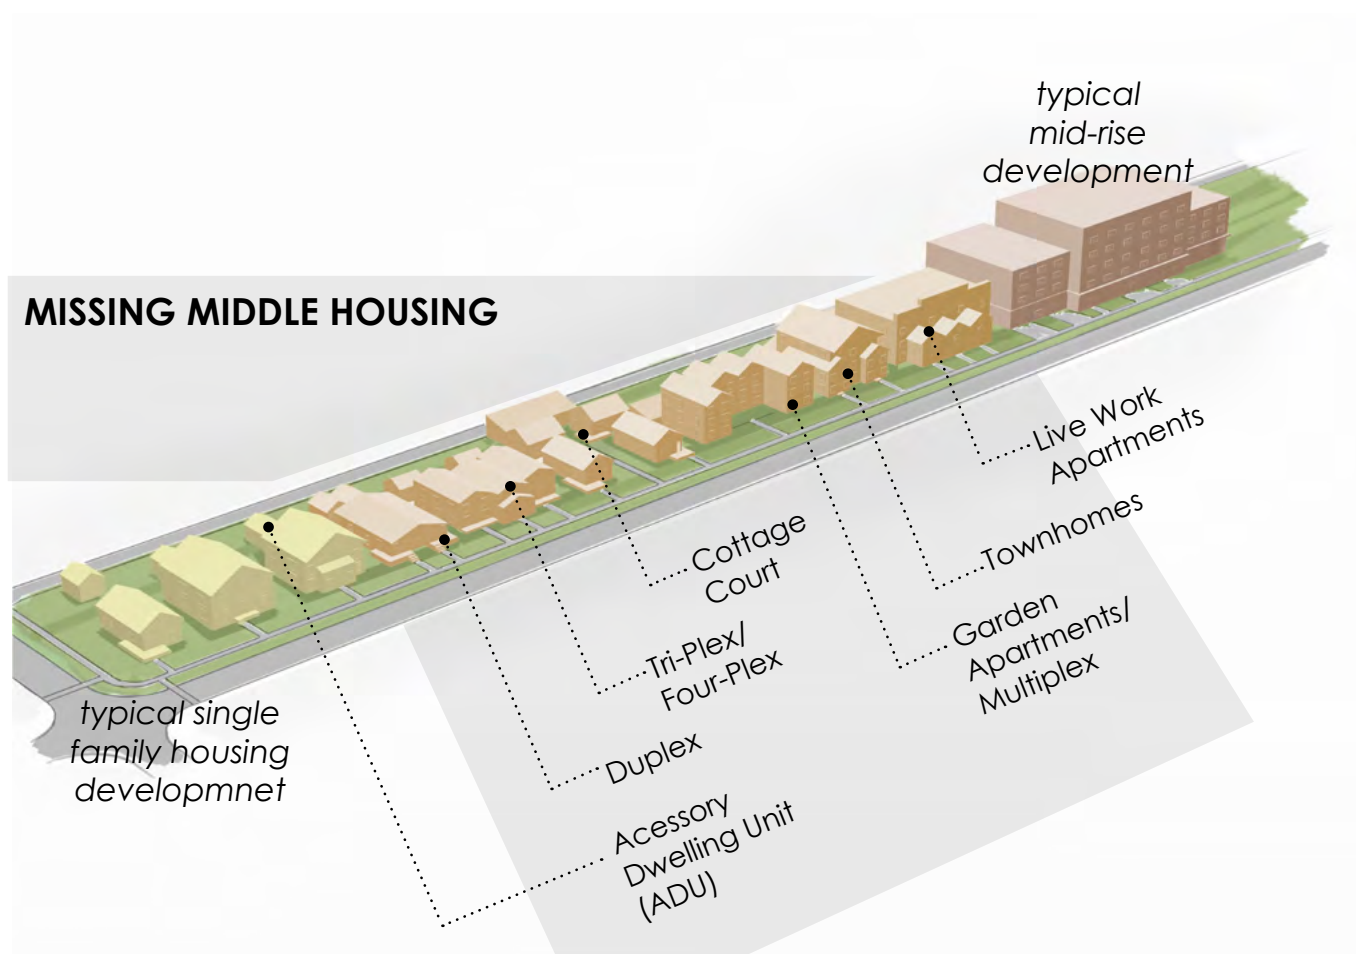 typical
mid-rise
development
MISSING MIDDLE HOUSING
Live Work
Apartments
Townhomes
Garden
Apartments/
Multiplex
Cottage
Court
Tri-Plex/
Four-Plex
Duplex
Acessory
Dwelling Unit
(ADU)
typical single
family housing
developmnet